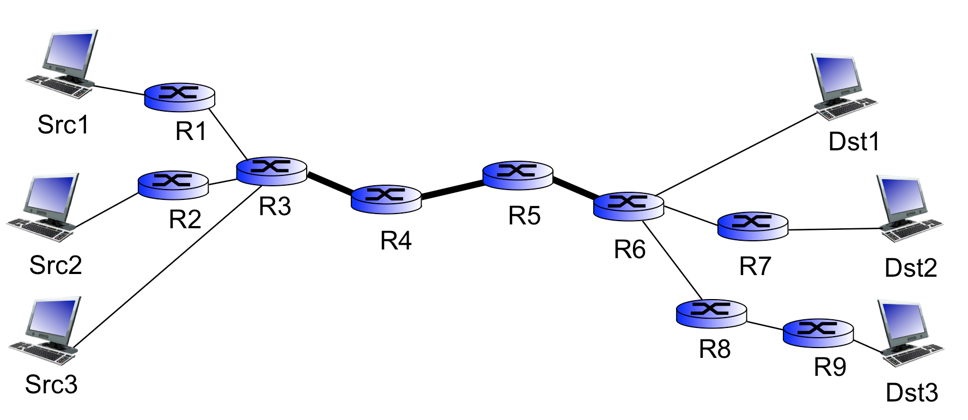 Src1
R1
Dst1
R2
R3
R4
R5
R6
R7
Src2
Dst2
R8
R9
Src3
Dst3